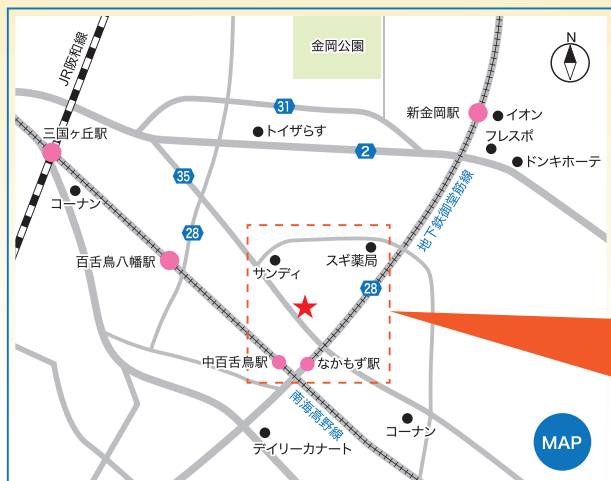 金岡公園
N
JR阪和線
31
新金岡駅
イオン
トイザらす
フレスポ
三国ヶ丘駅
2
ドンキホーテ
35
コーナン
地下鉄御堂筋線
28
百舌鳥八幡駅
サンディ
スギ薬局
28
中百舌鳥駅
なかもず駅
南海高野線
コーナン
デイリーカナート
MAP